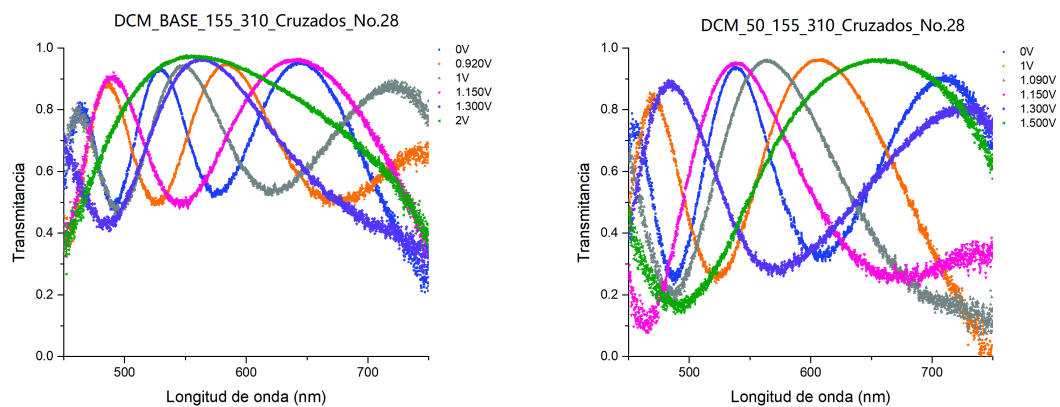 DCM_BASE_155_310_Cruzados_No.28
1.0
0.8
0.6
0.4
0.2
0.0
Transmitancia
500
600
700
Longitud de onda (nm)
0V
0.920V
1V
1.150V
1.300V
2V
DCM_50_155_310_Cruzados_No.28
1.0
0.8
0.6
0.4
0.2
0.0
Transmitancia
500
600
700
Longitud de onda (nm)
0V
1V
1.090V
1.150V
1.300V
1.500V